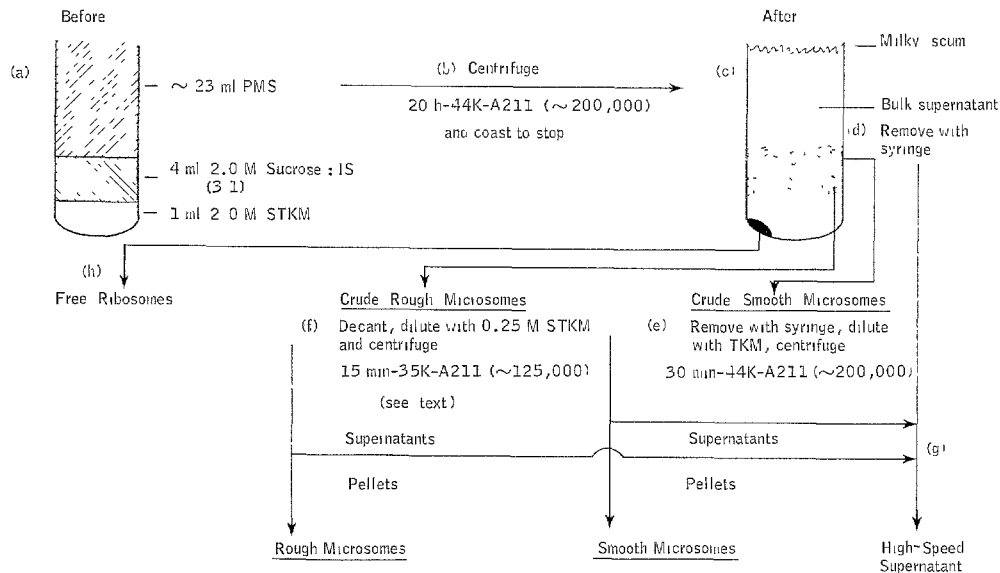 Before
After
(a)
~ 23 ml PMS
4 ml 2.0 M Sucrose : IS
(3 1)
1 ml 2 0 M STKM
(b) Centrifuge
20 h-44K-A211 (~200,000)
and coast to stop
(c)
Milky scum
Bulk supernatant
(d) Remove with
syringe
(h)
Free Ribosomes
Crude Rough Microsomes
(f) Decant, dilute with 0.25 M STKM
and centrifuge
15 min-35K-A211 (~125,000)
(see text)
Crude Smooth Microsomes
(e) Remove with syringe, dilute
with TKM, centrifuge
30 min-44K-A211 (~200,000)
Supernatants
Supernatants
(g)
Pellets
Pellets
Rough Microsomes
Smooth Microsomes
High-Speed
Supernatant